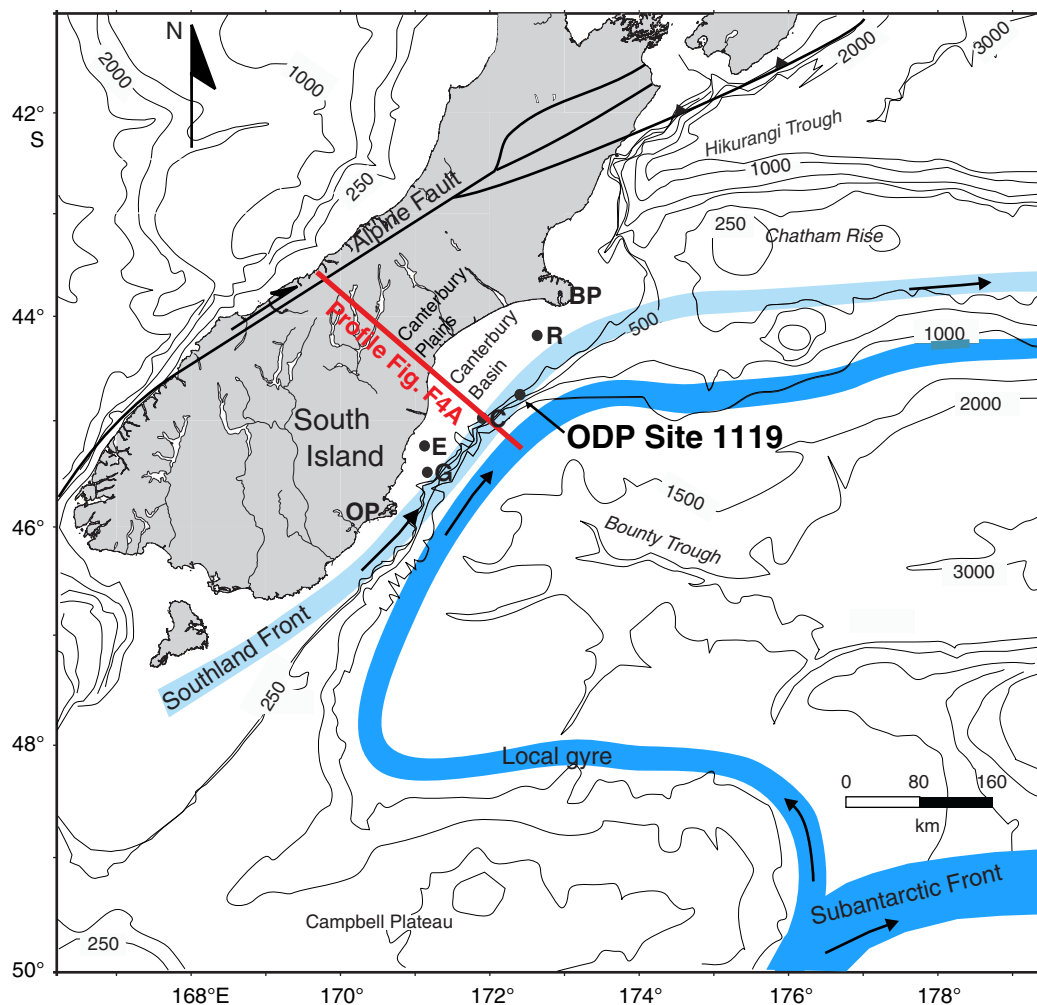 N
2000
1000
250
2000
3000
42°
S
Hikurangi Trough
1000
Alpine Fault
250
Chatham Rise
BP
44°
Canterbury
Plains
Profile Fig. F4A
Canterbury
Basin
R
500
1000
C
ODP Site 1119
2000
South
Island
E
G
OP
1500
Bounty Trough
46°
3000
Southland Front
250
48°
Local gyre
0 80 160
km
Subantarctic Front
Campbell Plateau
250
50°
168°E 170° 172° 174° 176° 178°